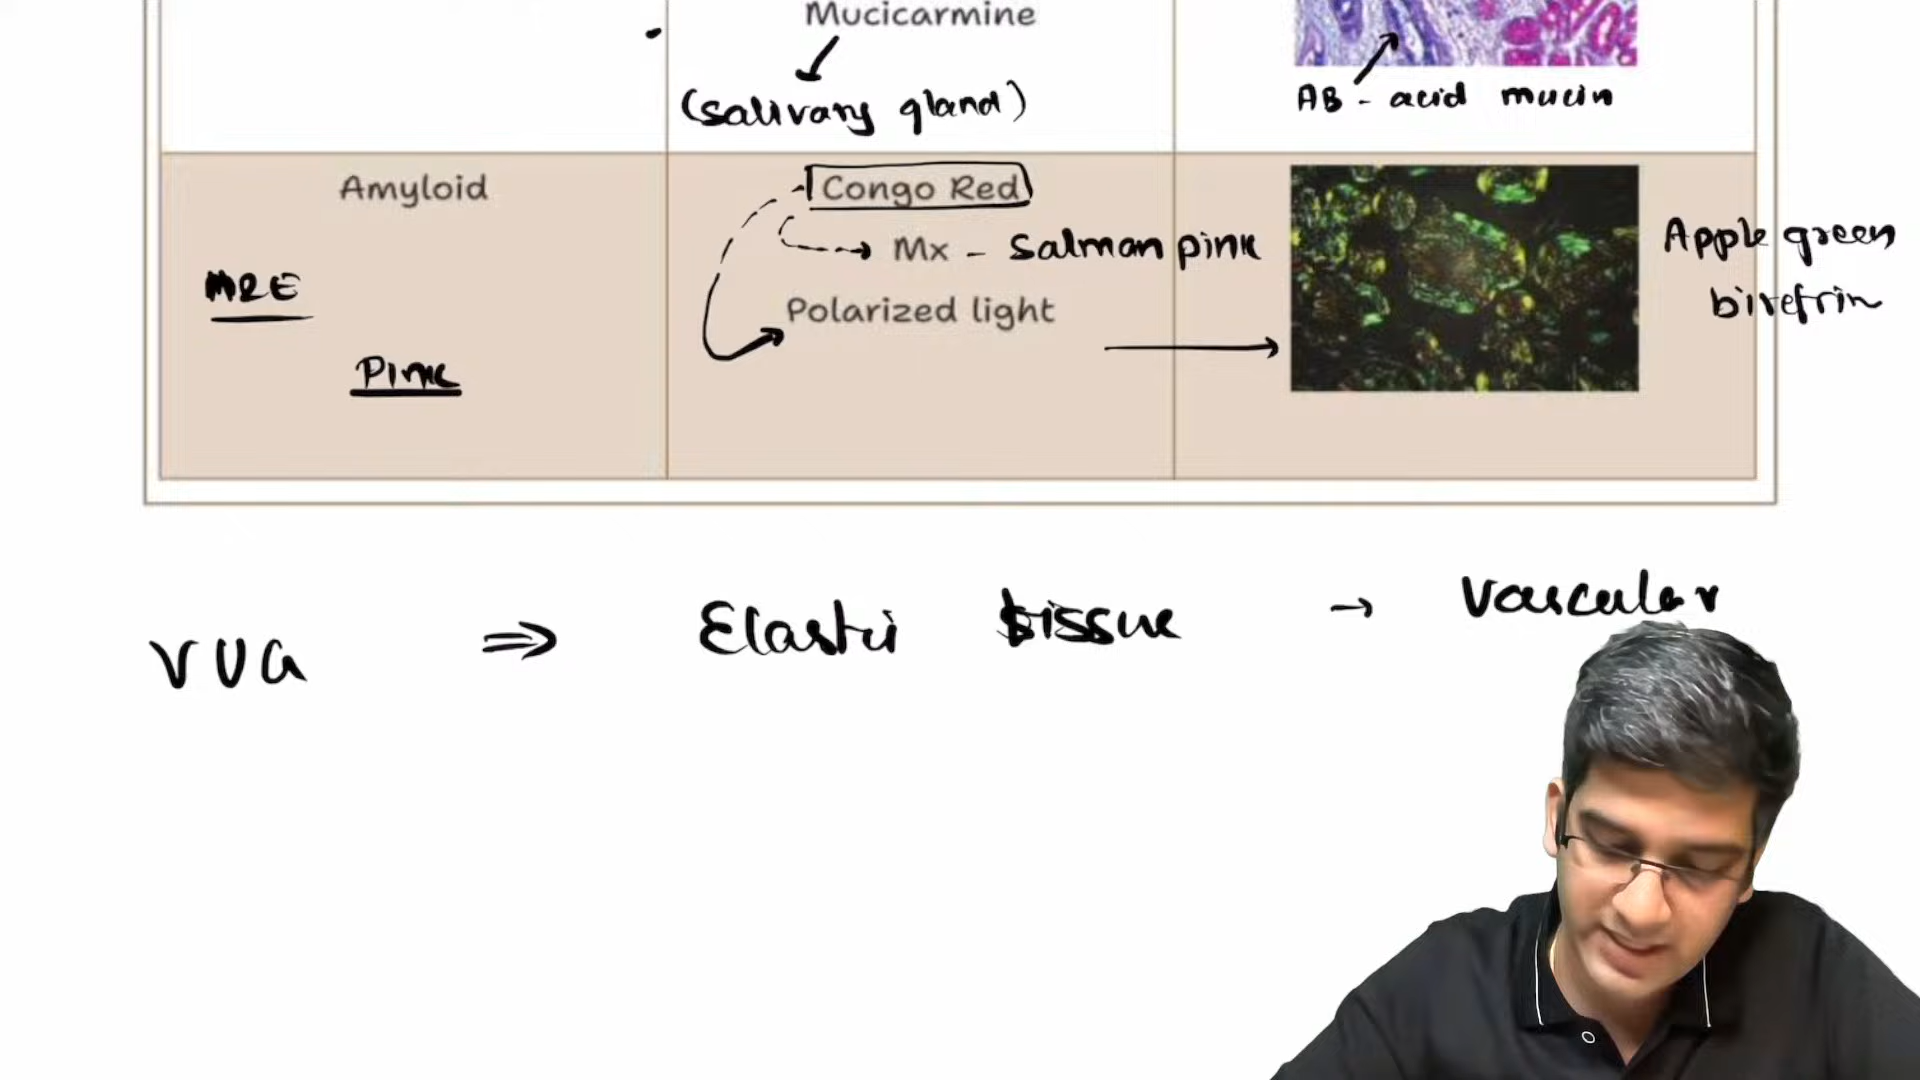 Mucicarmine
(salivary gland)
AB - acid mucin
Amyloid
Congo Red
Mx - Salman pink
Apple green
birefrin
H&E
Polarized light
Pink
VVG ⇒ Elastic tissue → Vascular